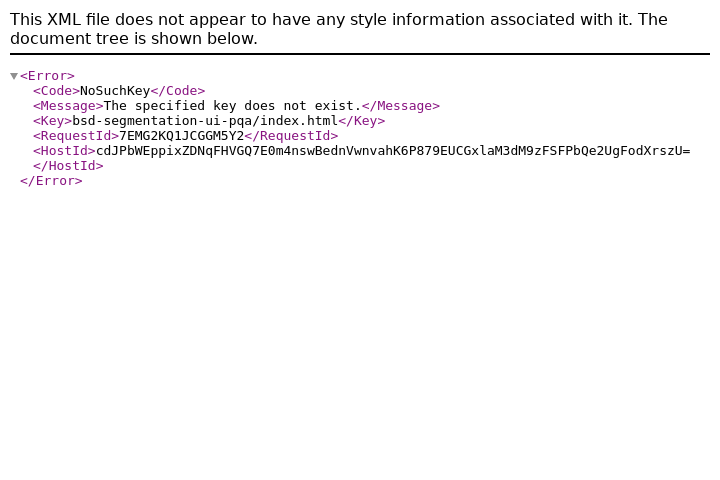 This XML file does not appear to have any style information associated with it. The
document tree is shown below.
<Error>
<Code>NoSuchKey</Code>
<Message>The specified key does not exist.</Message>
<Key>bsd-segmentation-ui-pqa/index.html</Key>
<RequestId>7EMG2KQ1JCGGM5Y2</RequestId>
<HostId>cdJPbWEppixZDNqFHVGQ7E0m4nswBednVwnvahK6P879EUCGxlaM3dM9zFSFPbQe2UgFodXrszU=
</HostId>
</Error>